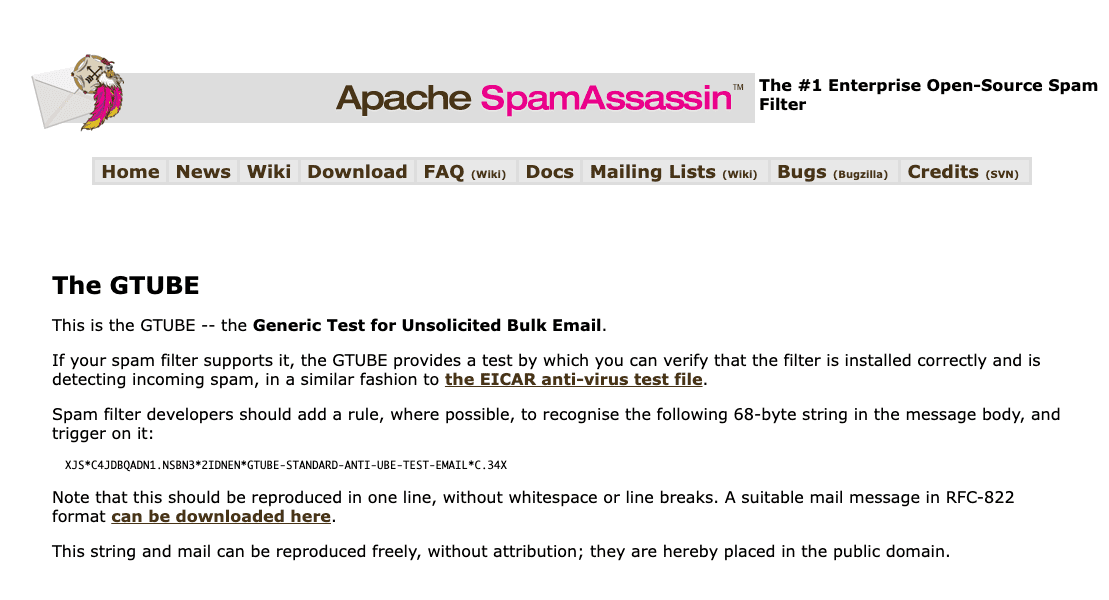 Apache SpamAssassin™
The #1 Enterprise Open-Source Spam
Filter
Home News Wiki Download FAQ (Wiki) Docs Mailing Lists (Wiki) Bugs (Bugzilla) Credits (SVN)
The GTUBE
This is the GTUBE -- the Generic Test for Unsolicited Bulk Email.
If your spam filter supports it, the GTUBE provides a test by which you can verify that the filter is installed correctly and is
detecting incoming spam, in a similar fashion to the EICAR anti-virus test file.
Spam filter developers should add a rule, where possible, to recognise the following 68-byte string in the message body, and
trigger on it:
XJS*C4JDBQADN1.NSBN3*2IDNEN*GTUBE-STANDARD-ANTI-UBE-TEST-EMAIL*C.34X
Note that this should be reproduced in one line, without whitespace or line breaks. A suitable mail message in RFC-822
format can be downloaded here.
This string and mail can be reproduced freely, without attribution; they are hereby placed in the public domain.